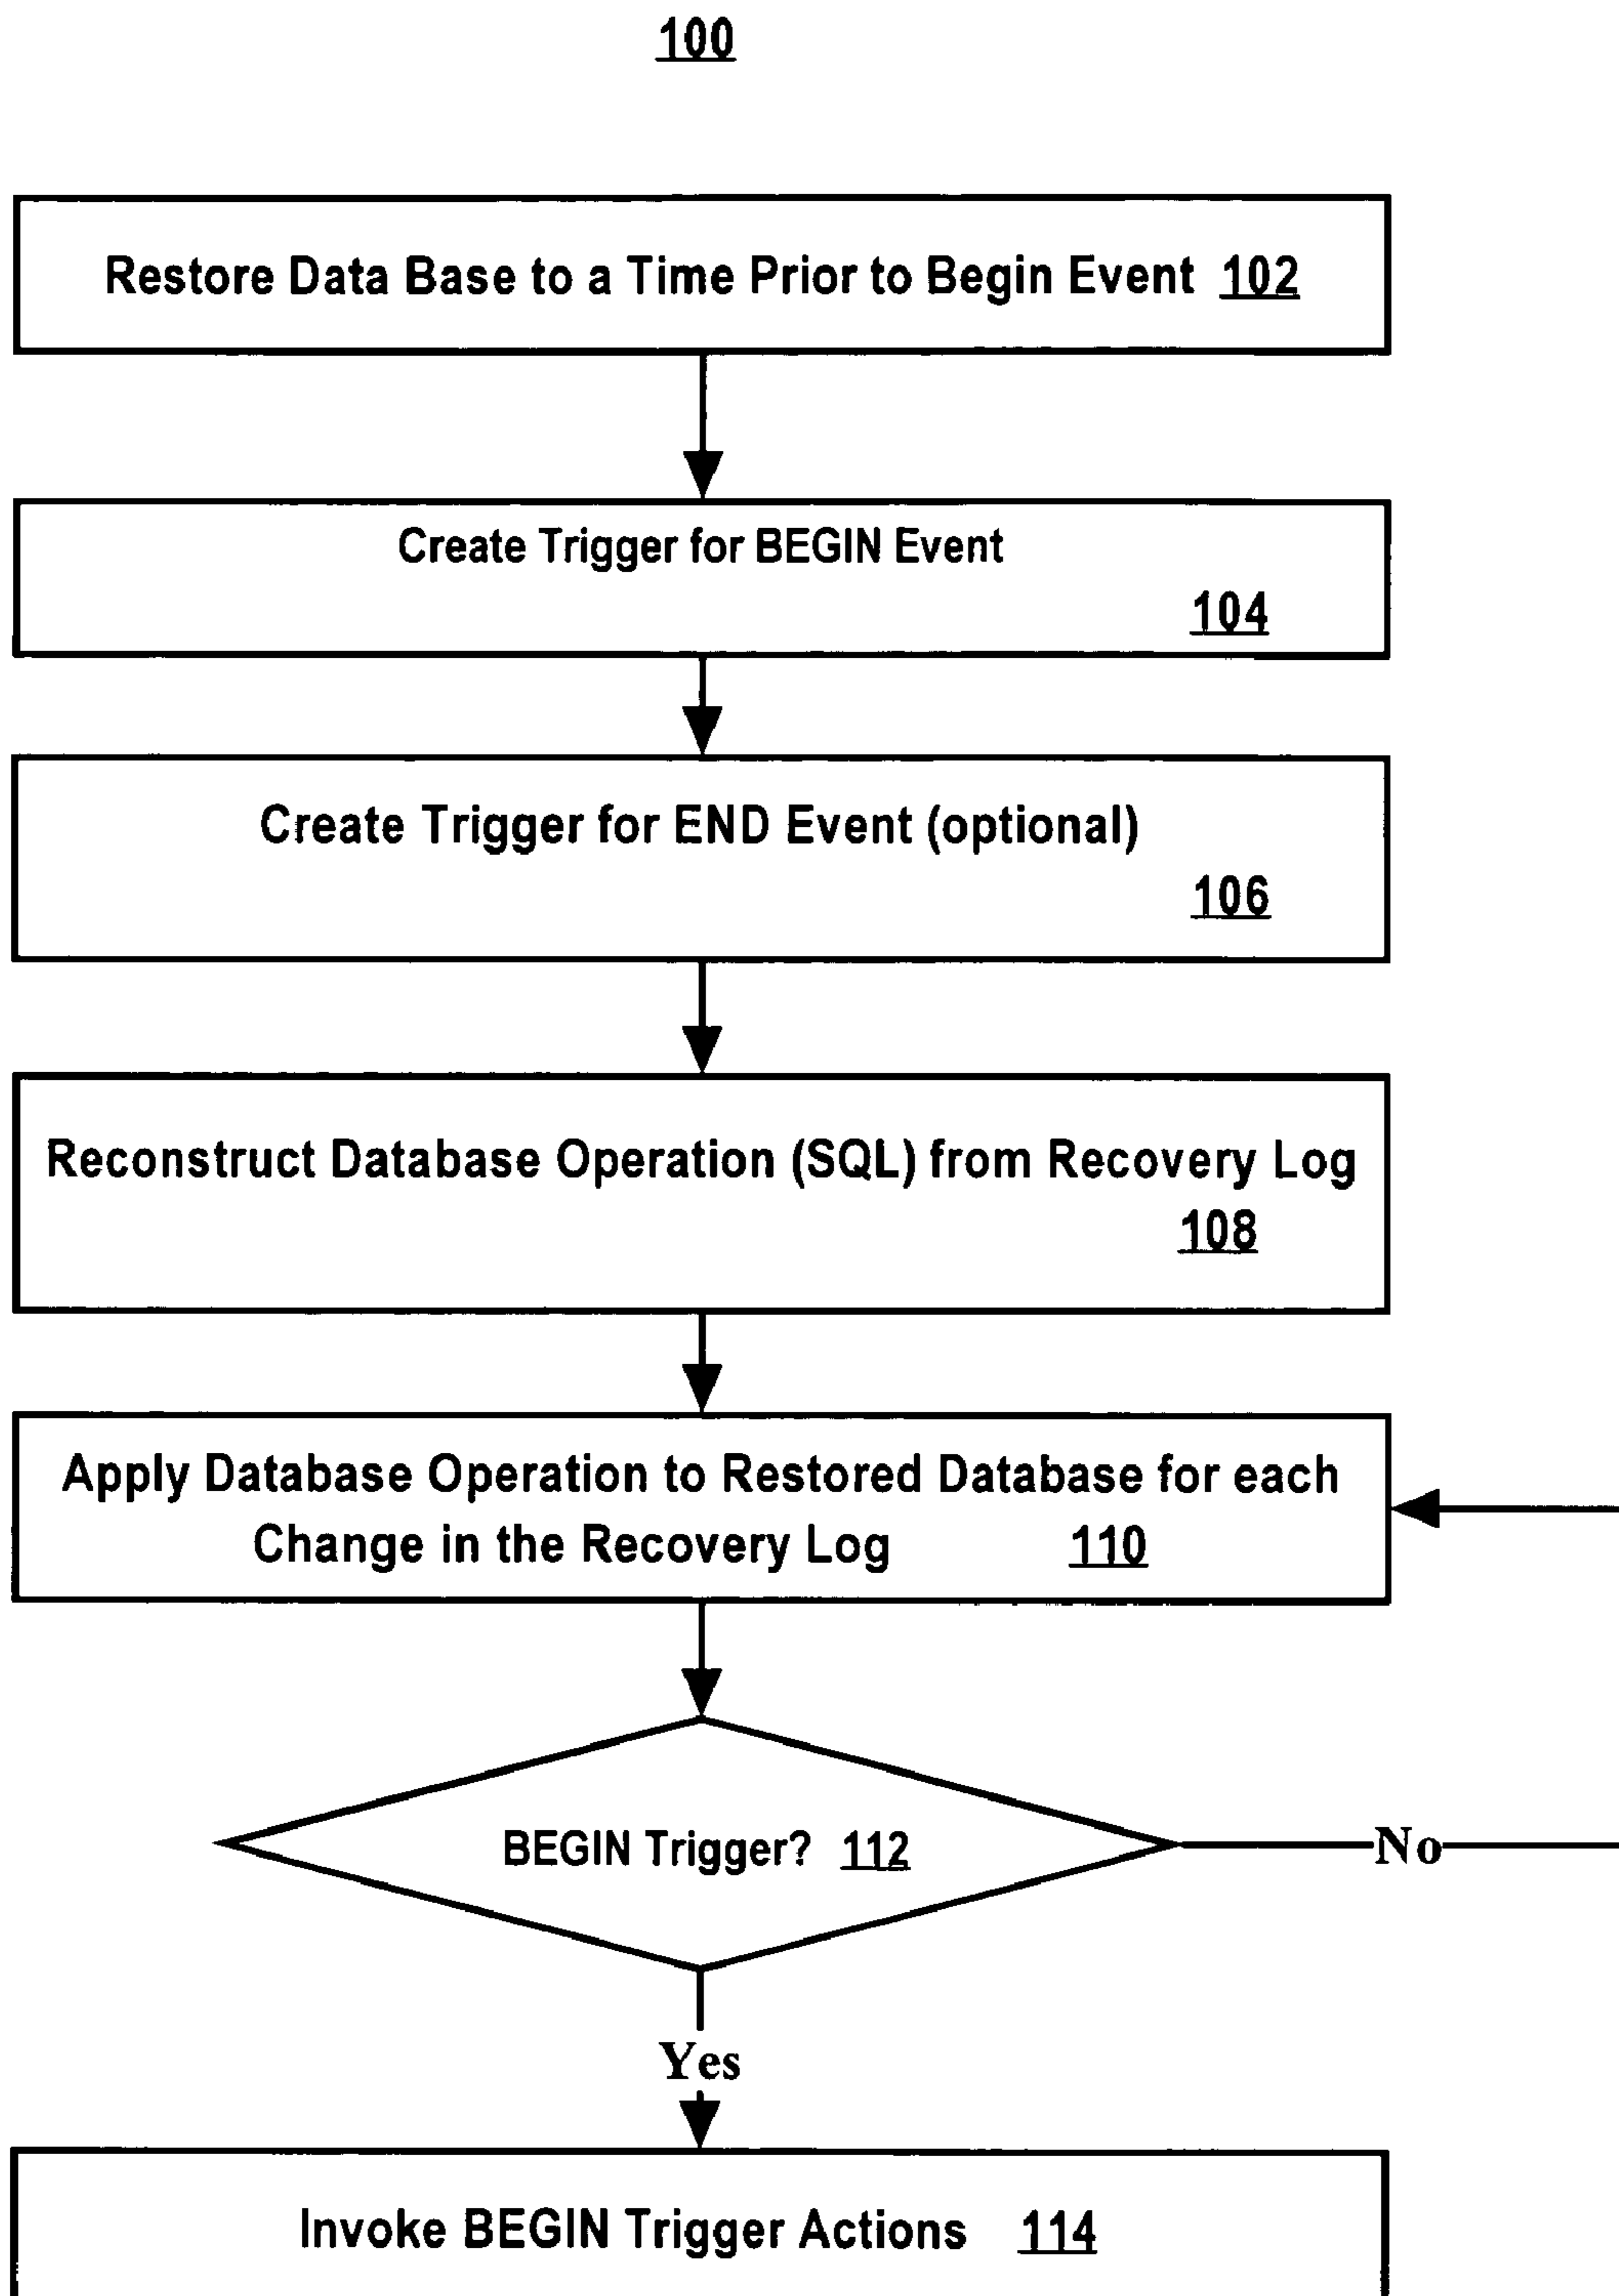 100
Restore Data Base to a Time Prior to Begin Event 102
Create Trigger for BEGIN Event
104
Create Trigger for END Event (optional)
106
Reconstruct Database Operation (SQL) from Recovery Log
108
Apply Database Operation to Restored Database for each
Change in the Recovery Log 110
BEGIN Trigger? 112
No
Yes
Invoke BEGIN Trigger Actions 114